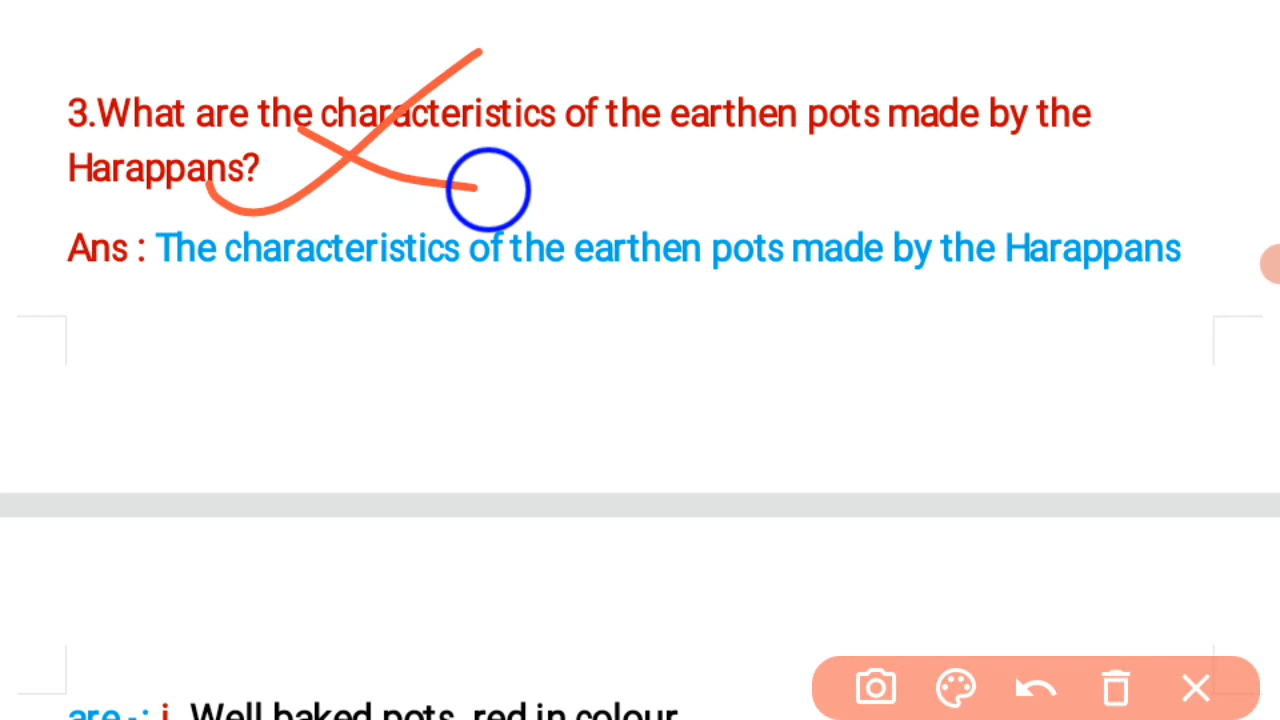 3.What are the characteristics of the earthen pots made by the
Harappans?
Ans : The characteristics of the earthen pots made by the Harappans
are -: i. Well baked pots, red in colour